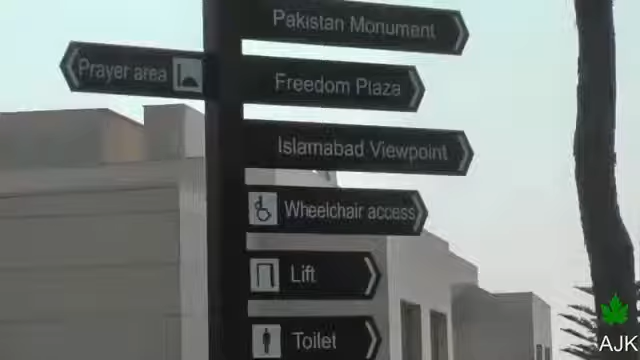 Pakistan Monument
Prayer area
Freedom Plaza
Islamabad Viewpoint
Wheelchair access
Lift
Toilet
AJK